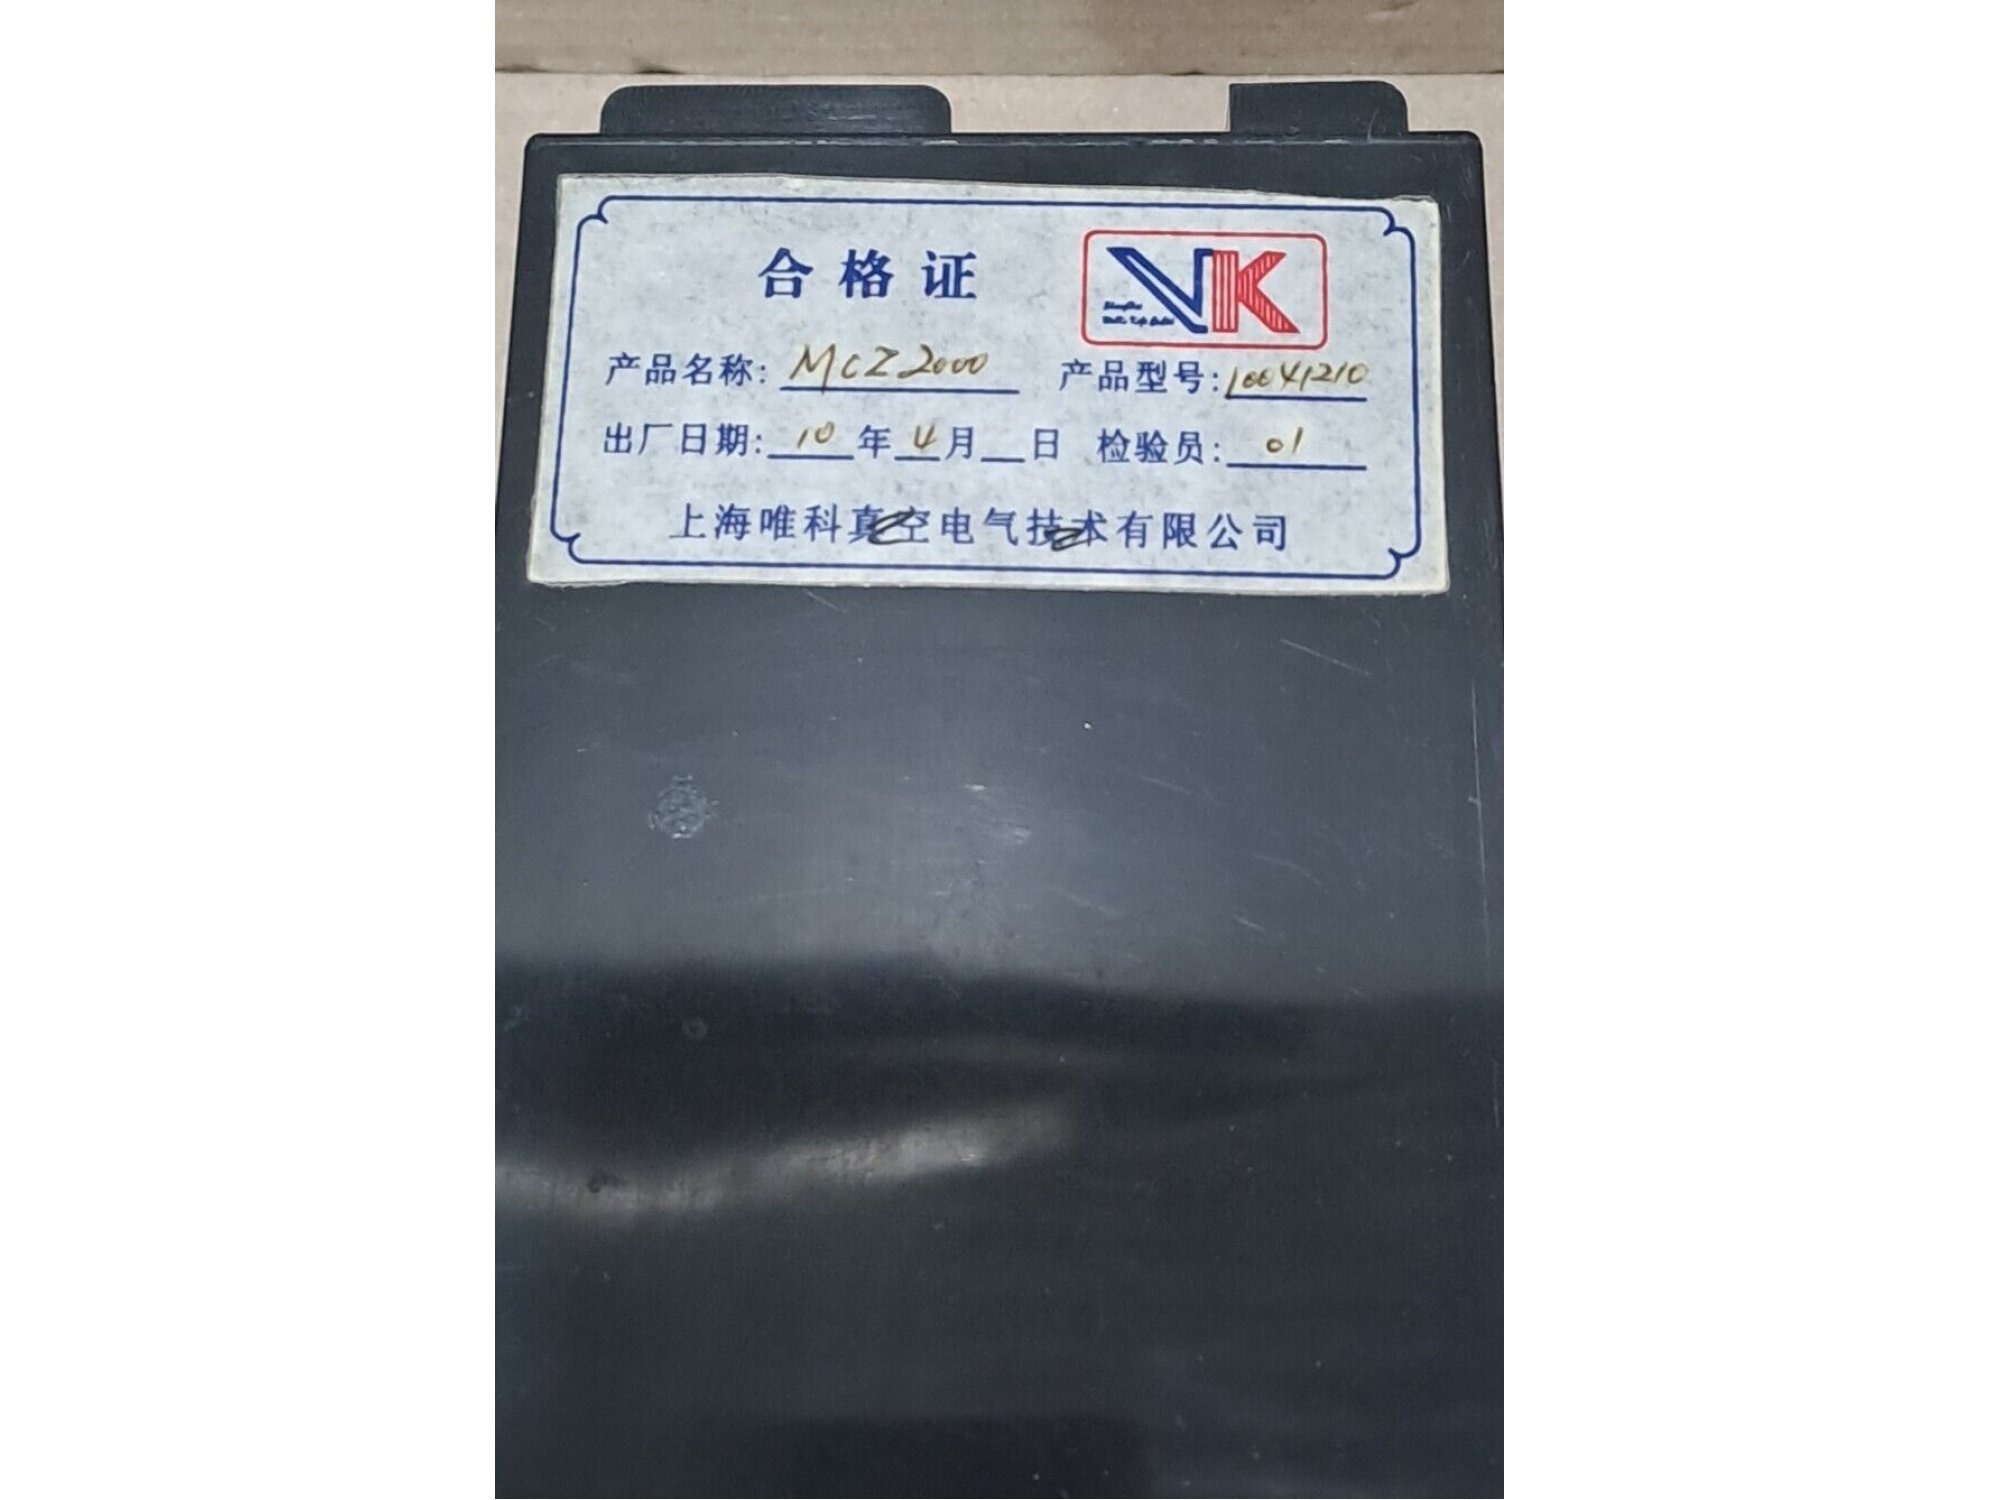 合格证
VK
产品名称: MCZ2000 产品型号: 10041210
出厂日期: 10 年 4 月 日 检验员: 01
上海唯科真空电气技术有限公司